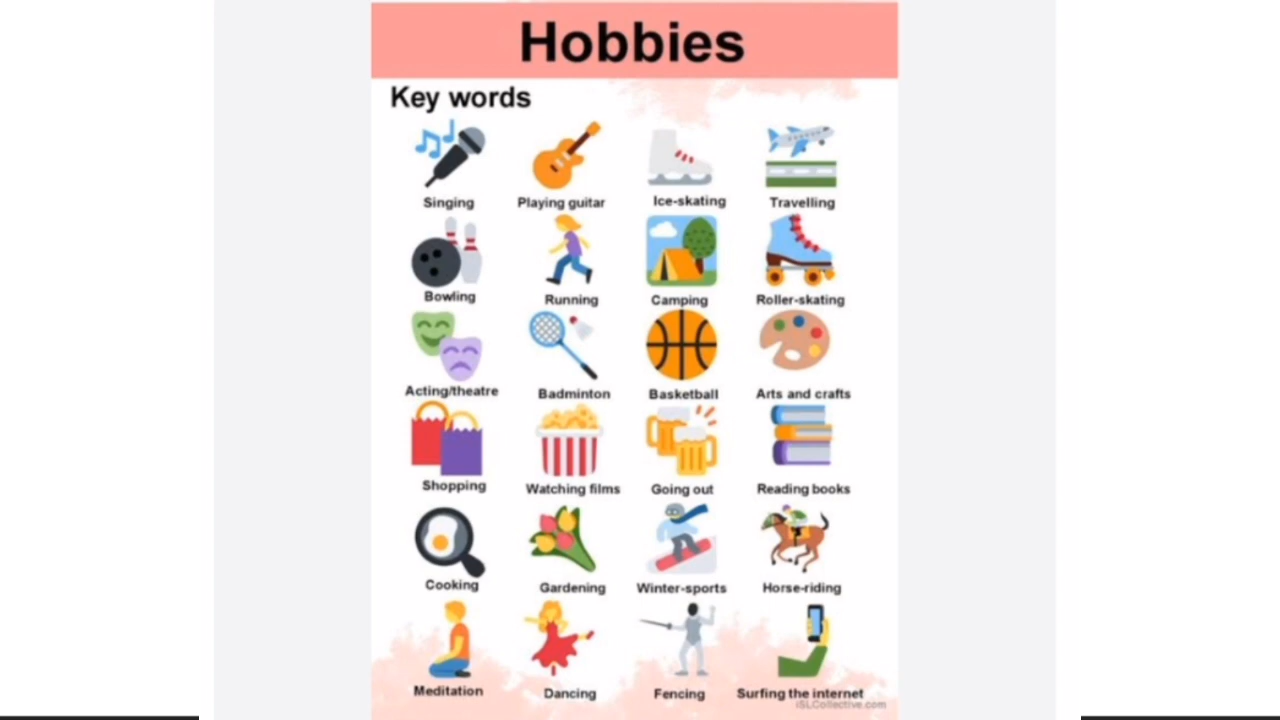 Hobbies
Key words
Singing Playing guitar Ice-skating Travelling
Bowling Running Camping Roller-skating
Acting/theatre Badminton Basketball Arts and crafts
Shopping Watching films Going out Reading books
Cooking Gardening Winter-sports Horse-riding
Meditation Dancing Fencing Surfing the internet
iSLCollective.com